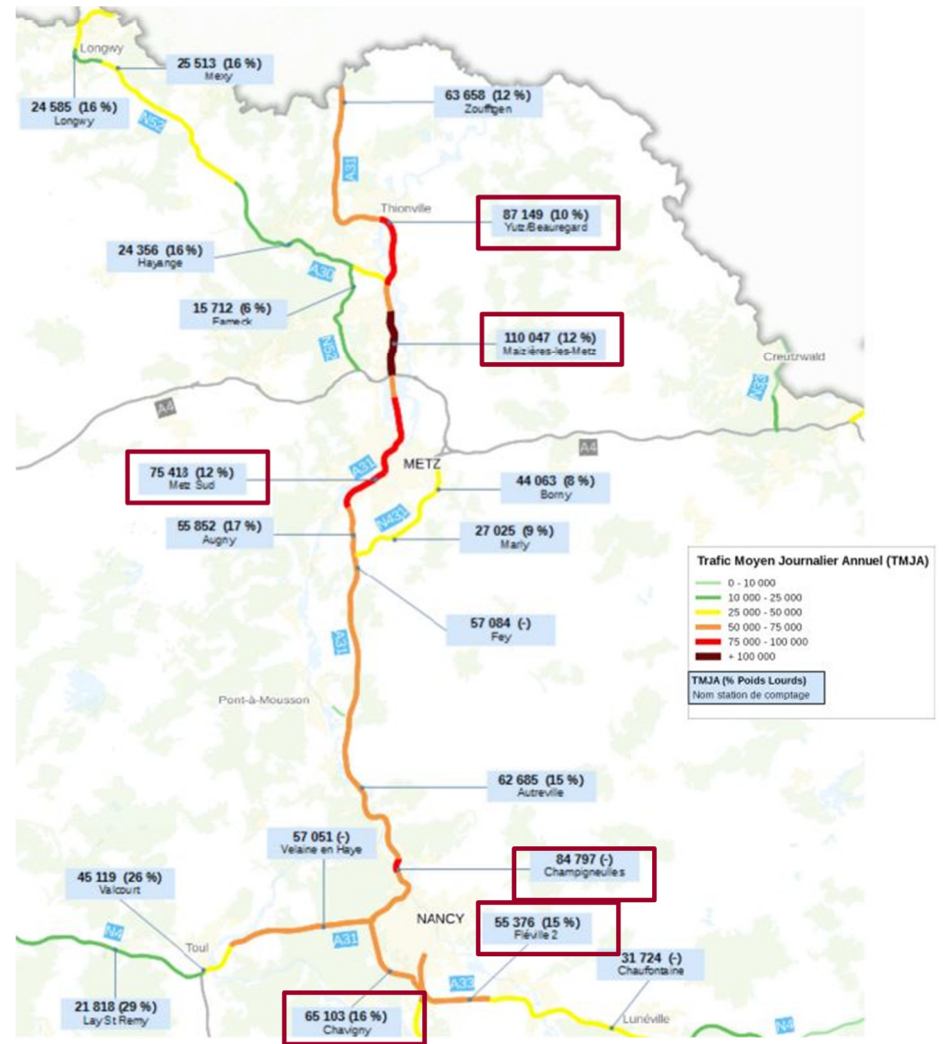 Longwy
25 513 (16 %)
Mexy
24 585 (16 %)
Longwy
N52
63 658 (12 %)
Zoufftgen
A31
Thionville
87 149 (10 %)
Yutz/Beauregard
24 356 (16 %)
Hayange
A30
15 712 (6 %)
Fameck
N52
110 047 (12 %)
Maizières-les-Metz
Creutzwald
N33
A4
A4
METZ
75 418 (12 %)
Metz Sud
A31
44 063 (8 %)
Borny
N431
55 852 (17 %)
Augny
27 025 (9 %)
Marly
57 084 (-)
Fey
A31
Trafic Moyen Journalier Annuel (TMJA)
0 - 10 000
10 000 - 25 000
25 000 - 50 000
50 000 - 75 000
75 000 - 100 000
+ 100 000
TMJA (% Poids Lourds)
Nom station de comptage
Pont-à-Mousson
62 685 (15 %)
Autreville
57 051 (-)
Velaine en Haye
84 797 (-)
Champigneulles
45 119 (26 %)
Valcourt
NANCY
55 376 (15 %)
Fléville 2
N4
Toul
A31
31 724 (-)
Chaufontaine
A33
21 818 (29 %)
Lay St Remy
65 103 (16 %)
Chavigny
Lunéville
N4